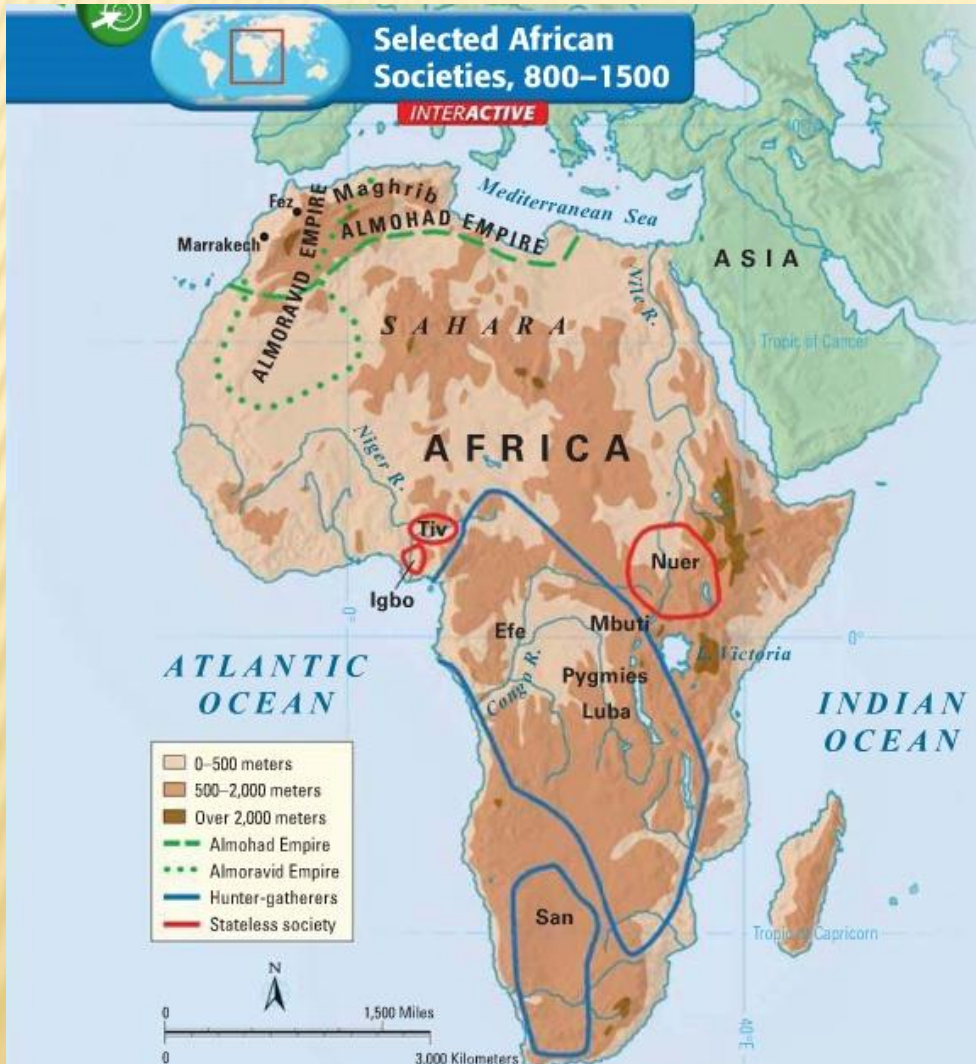 Selected African
Societies, 800–1500
INTERACTIVE
Mediterranean Sea
Maghrib
Fez
Marrakech
ALMOHAD EMPIRE
ALMORAVID EMPIRE
ASIA
Nile R.
SAHARA
Tropic of Cancer
AFRICA
Niger R.
Tiv
Igbo
Nuer
0°
Efe
Mbuti
0°
L. Victoria
Pygmies
Congo R.
Luba
ATLANTIC
OCEAN
INDIAN
OCEAN
0–500 meters
500–2,000 meters
Over 2,000 meters
Almohad Empire
Almoravid Empire
Hunter-gatherers
Stateless society
San
Tropic of Capricorn
N
0 1,500 Miles
0 3,000 Kilometers
40°E